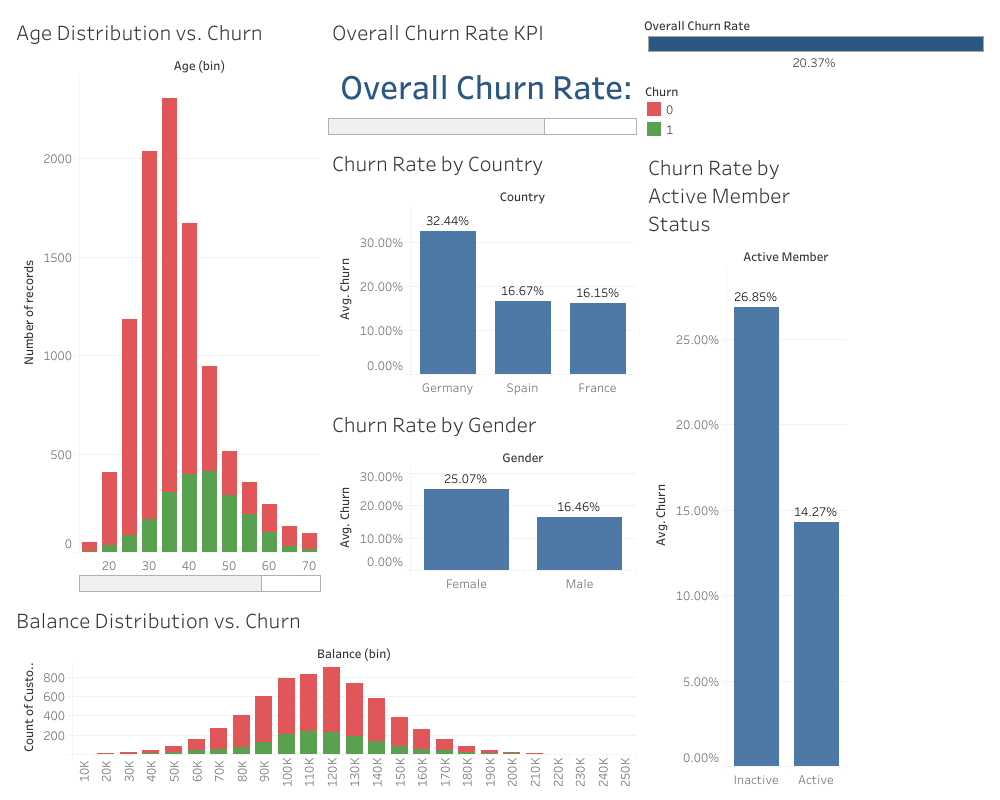 Age Distribution vs. Churn
Age (bin)
Number of records
2000
1500
1000
500
0
20 30 40 50 60 70
Overall Churn Rate KPI
Overall Churn Rate:
Overall Churn Rate
20.37%
Churn
0
1
Churn Rate by Country
Country
Avg. Churn
30.00%
20.00%
10.00%
0.00%
32.44%
16.67%
16.15%
Germany Spain France
Churn Rate by Gender
Gender
Avg. Churn
30.00%
20.00%
10.00%
0.00%
25.07%
16.46%
Female Male
Churn Rate by
Active Member
Status
Active Member
Avg. Churn
25.00%
20.00%
15.00%
10.00%
5.00%
0.00%
26.85%
14.27%
Inactive Active
Balance Distribution vs. Churn
Balance (bin)
Count of Custo..
800
600
400
200
10K 20K 30K 40K 50K 60K 70K 80K 90K 100K 110K 120K 130K 140K 150K 160K 170K 180K 190K 200K 210K 220K 230K 240K 250K